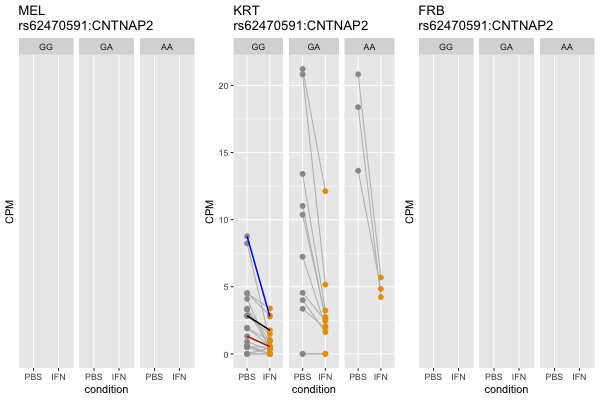 MEL
rs62470591:CNTNAP2
GG GA AA
CPM
PBS IFN PBS IFN PBS IFN
condition
KRT
rs62470591:CNTNAP2
GG GA AA
CPM
20
15
10
5
0
PBS IFN PBS IFN PBS IFN
condition
FRB
rs62470591:CNTNAP2
GG GA AA
CPM
PBS IFN PBS IFN PBS IFN
condition